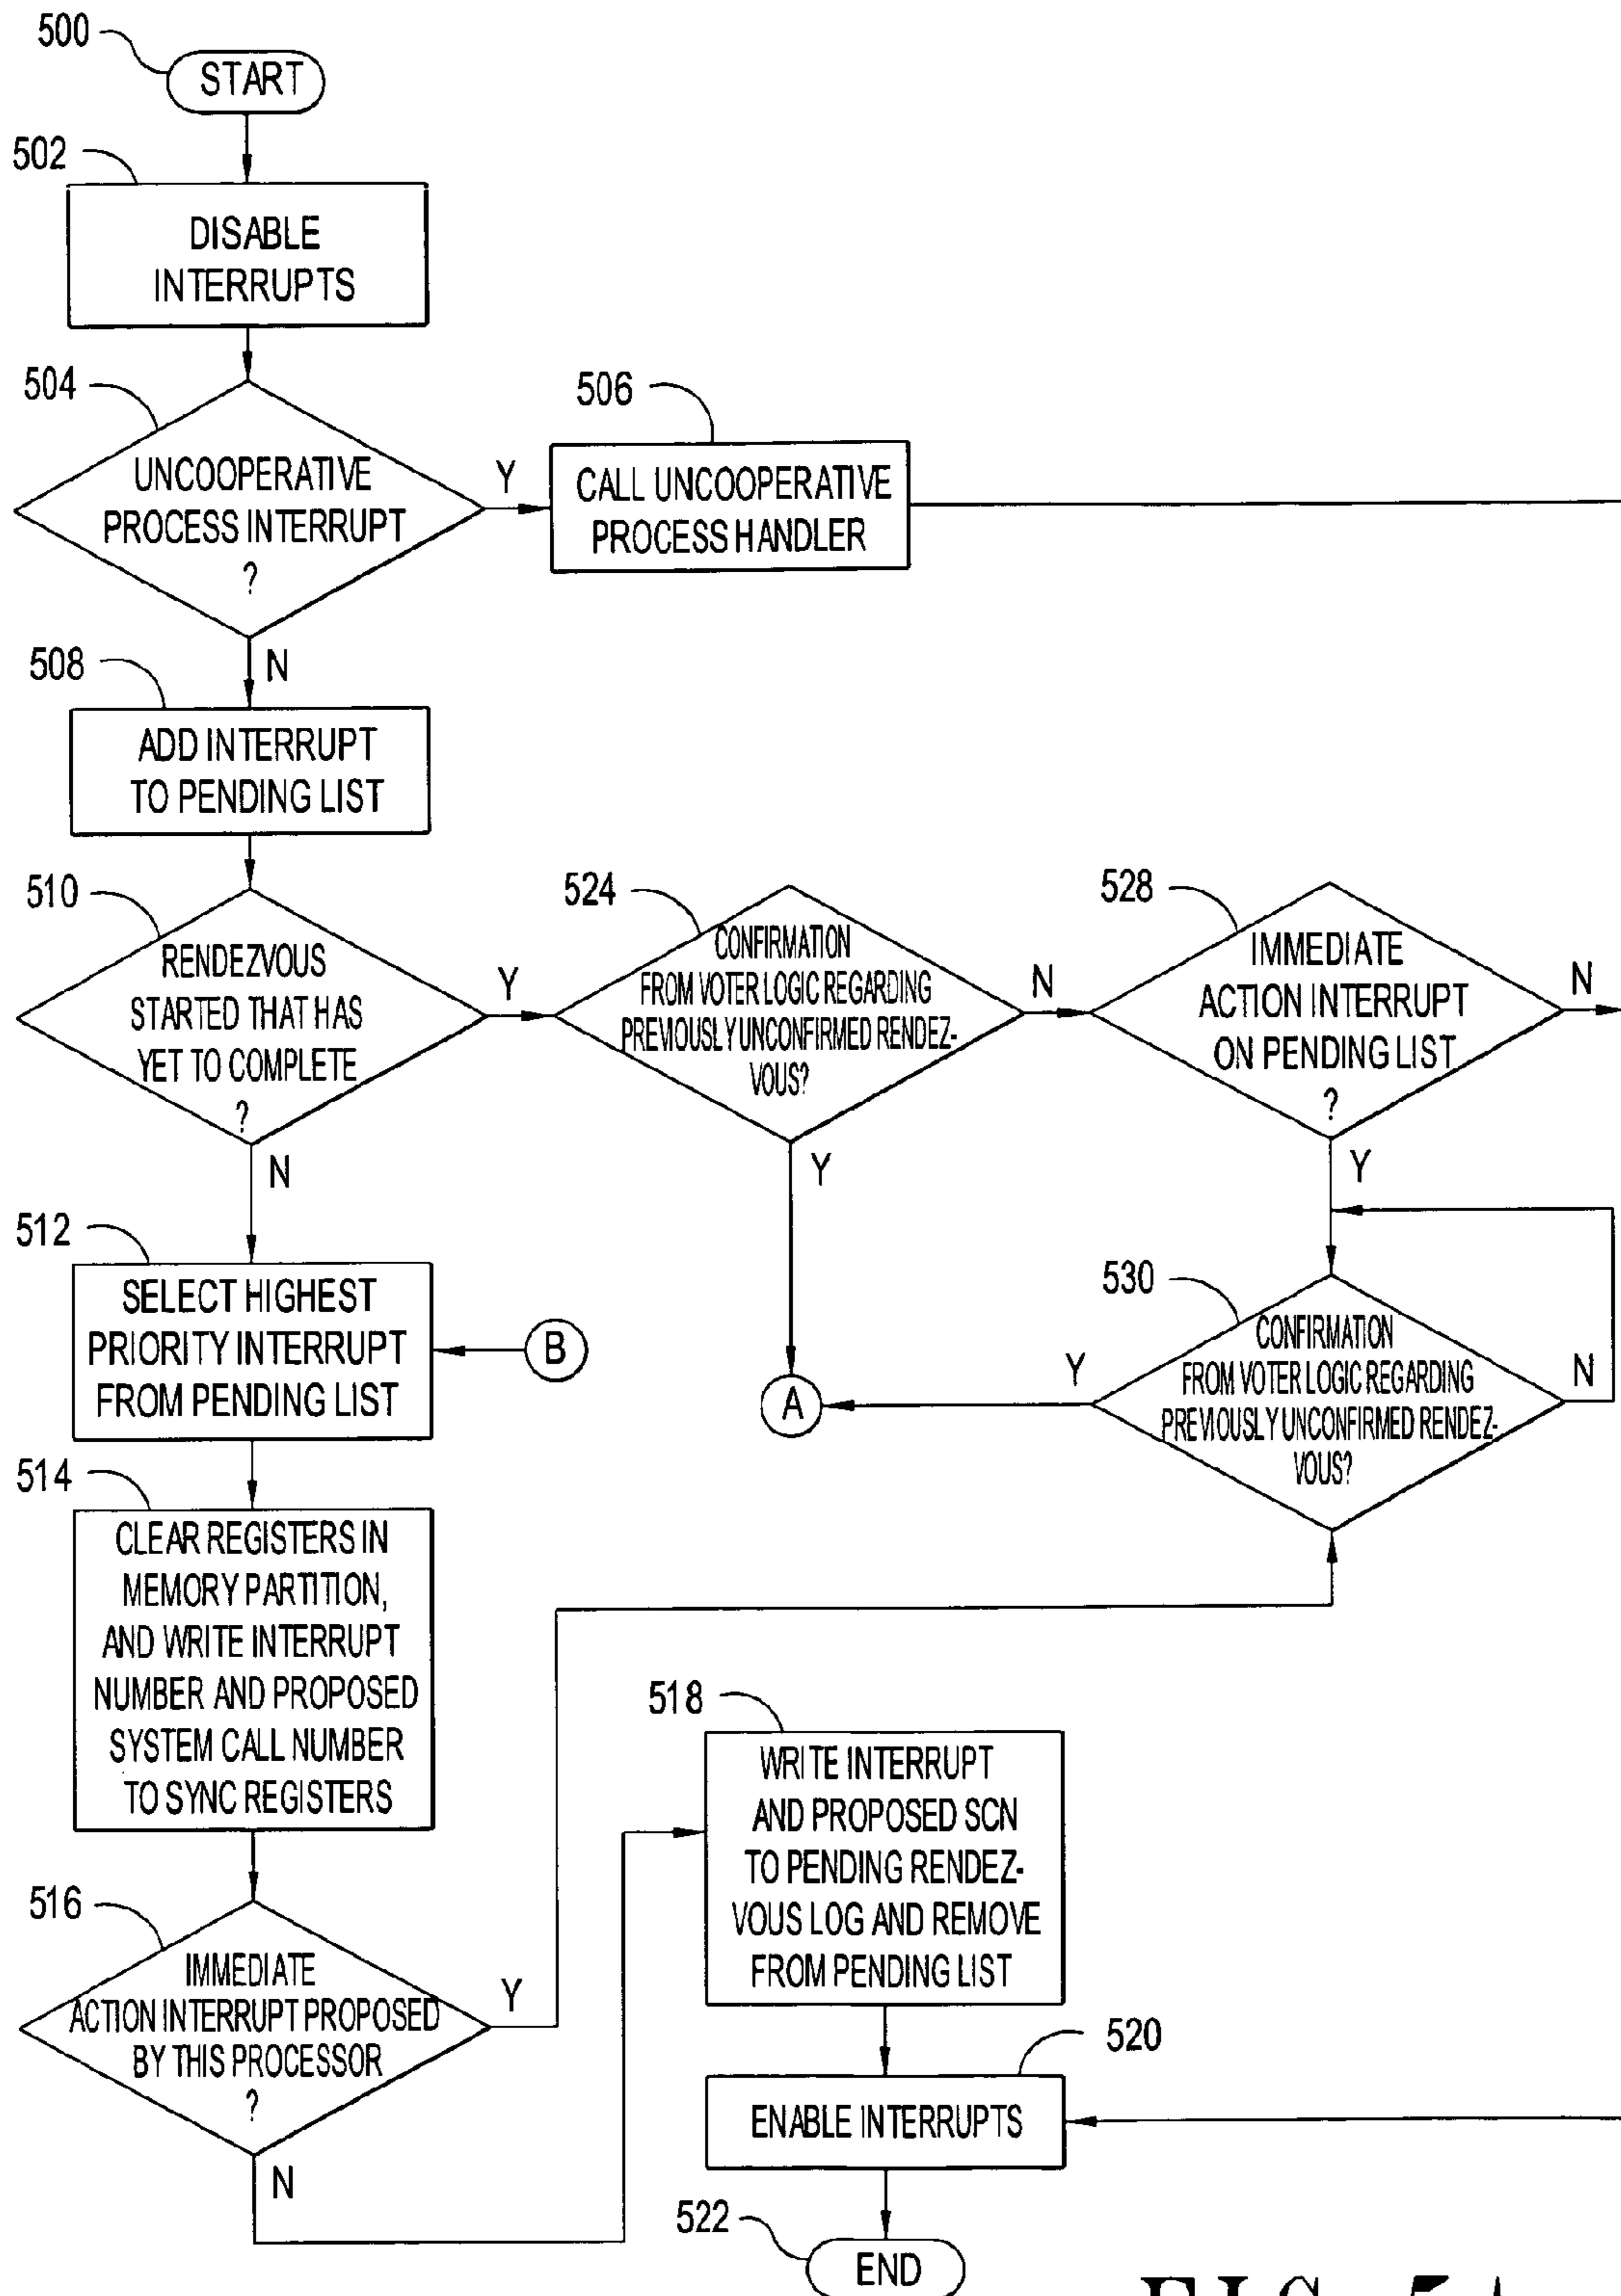 500
START
502
DISABLE
INTERRUPTS
504
UNCOOPERATIVE
PROCESS INTERRUPT
?
Y
506
CALL UNCOOPERATIVE
PROCESS HANDLER
N
508
ADD INTERRUPT
TO PENDING LIST
510
RENDEZVOUS
STARTED THAT HAS
YET TO COMPLETE
?
Y
524
CONFIRMATION
FROM VOTER LOGIC REGARDING
PREVIOUSLY UNCONFIRMED RENDEZ-
VOUS?
N
528
IMMEDIATE
ACTION INTERRUPT
ON PENDING LIST
?
N
N
Y
Y
512
SELECT HIGHEST
PRIORITY INTERRUPT
FROM PENDING LIST
B
A
Y
530
CONFIRMATION
FROM VOTER LOGIC REGARDING
PREVIOUSLY UNCONFIRMED RENDEZ-
VOUS?
N
514
CLEAR REGISTERS IN
MEMORY PARTITION,
AND WRITE INTERRUPT
NUMBER AND PROPOSED
SYSTEM CALL NUMBER
TO SYNC REGISTERS
516
IMMEDIATE
ACTION INTERRUPT PROPOSED
BY THIS PROCESSOR
?
Y
N
518
WRITE INTERRUPT
AND PROPOSED SCN
TO PENDING RENDEZ-
VOUS LOG AND REMOVE
FROM PENDING LIST
520
ENABLE INTERRUPTS
522
END
FIG. 5A